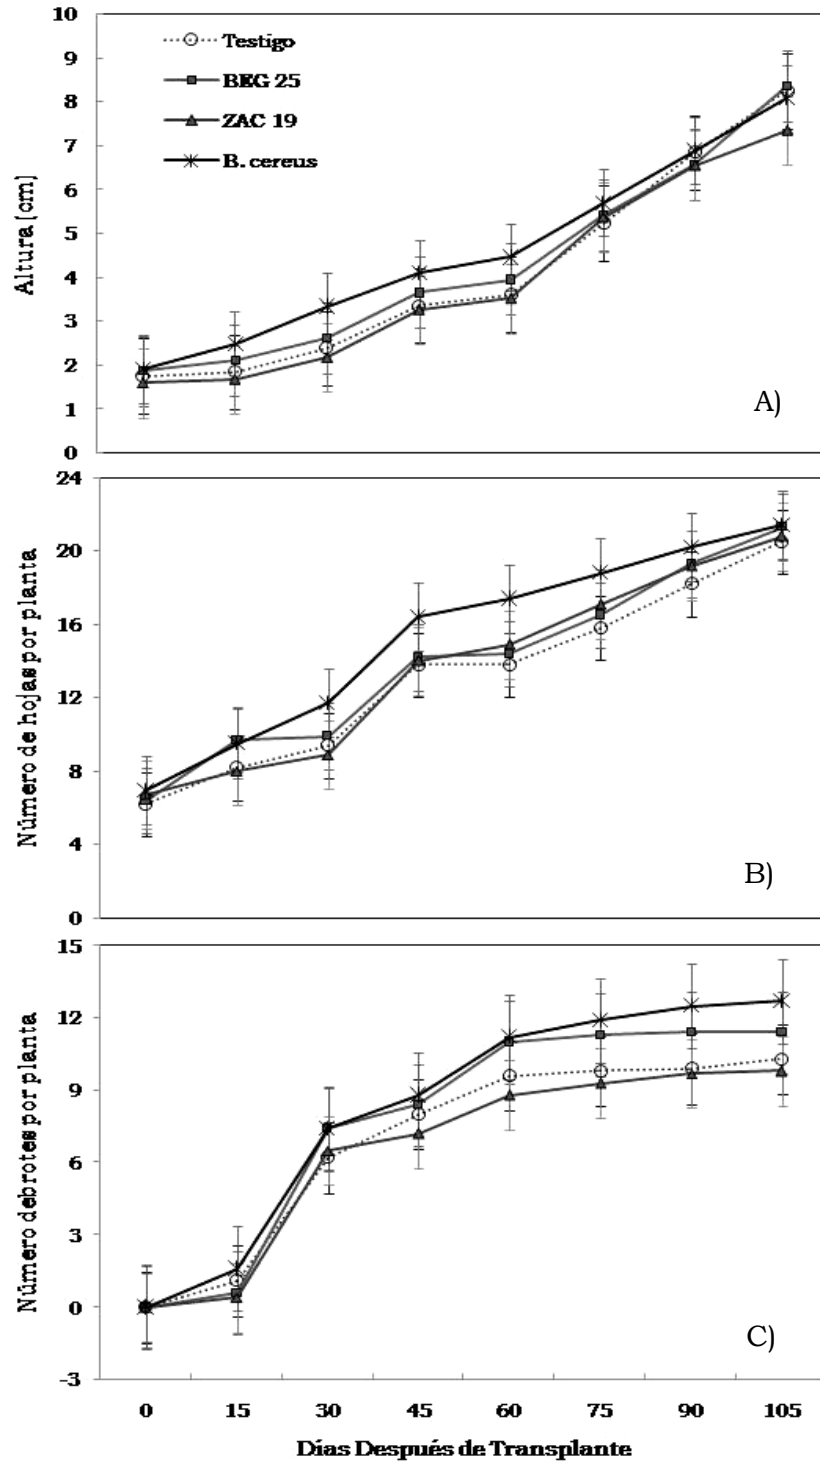 10
9
8
7
6
5
4
3
2
1
0
Altura (cm)
Testigo
BEG 25
ZAC 19
B. cereus
A)
24
20
16
12
8
4
0
Número de hojas por planta
B)
15
12
9
6
3
0
-3
Número debrotes por planta
C)
0 15 30 45 60 75 90 105
Días Después de Transplante